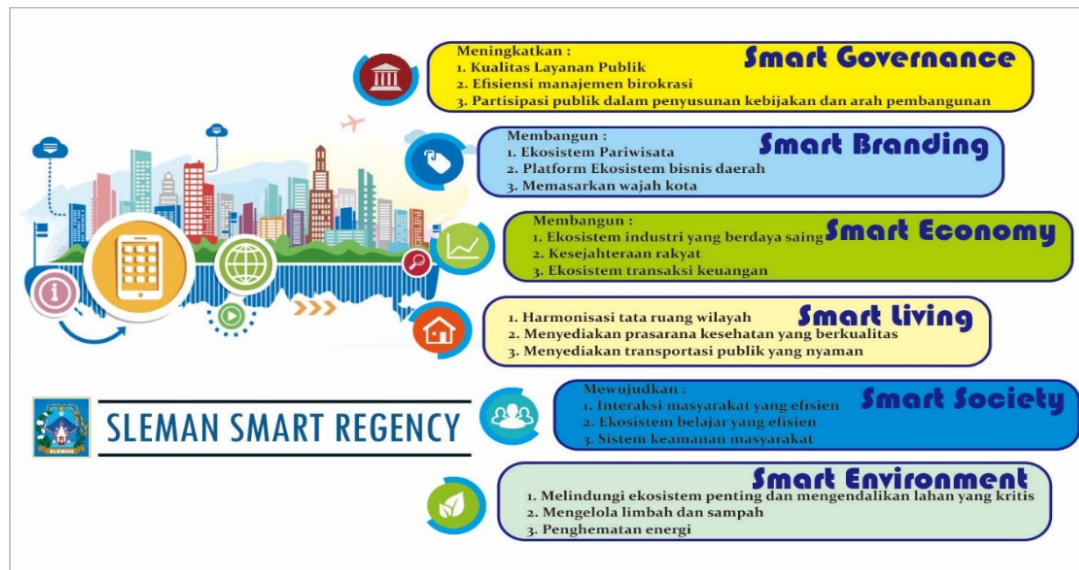 Smart Governance
Meningkatkan :
1. Kualitas Layanan Publik
2. Efisiensi manajemen birokrasi
3. Partisipasi publik dalam penyusunan kebijakan dan arah pembangunan
Smart Branding
Membangun :
1. Ekosistem Pariwisata
2. Platform Ekosistem bisnis daerah
3. Memasarkan wajah kota
Smart Economy
Membangun :
1. Ekosistem industri yang berdaya saing
2. Kesejahteraan rakyat
3. Ekosistem transaksi keuangan
Smart Living
1. Harmonisasi tata ruang wilayah
2. Menyediakan prasarana kesehatan yang berkualitas
3. Menyediakan transportasi publik yang nyaman
SLEMAN
SLEMAN SMART REGENCY
Smart Society
Mewujudkan :
1. Interaksi masyarakat yang efisien
2. Ekosistem belajar yang efisien
3. Sistem keamanan masyarakat
Smart Environment
1. Melindungi ekosistem penting dan mengendalikan lahan yang kritis
2. Mengelola limbah dan sampah
3. Penghematan energi